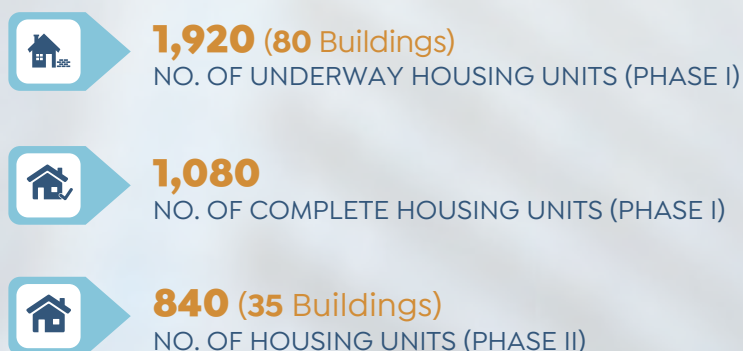 1,920 (80 Buildings)
NO. OF UNDERWAY HOUSING UNITS (PHASE I)
1,080
NO. OF COMPLETE HOUSING UNITS (PHASE I)
840 (35 Buildings)
NO. OF HOUSING UNITS (PHASE II)